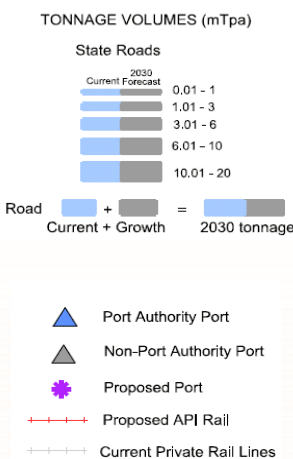 TONNAGE VOLUMES (mTpa)
State Roads
Current 2030 Forecast
0.01 - 1
1.01 - 3
3.01 - 6
6.01 - 10
10.01 - 20
Road + =
Current + Growth 2030 tonnage
Port Authority Port
Non-Port Authority Port
Proposed Port
Proposed API Rail
Current Private Rail Lines